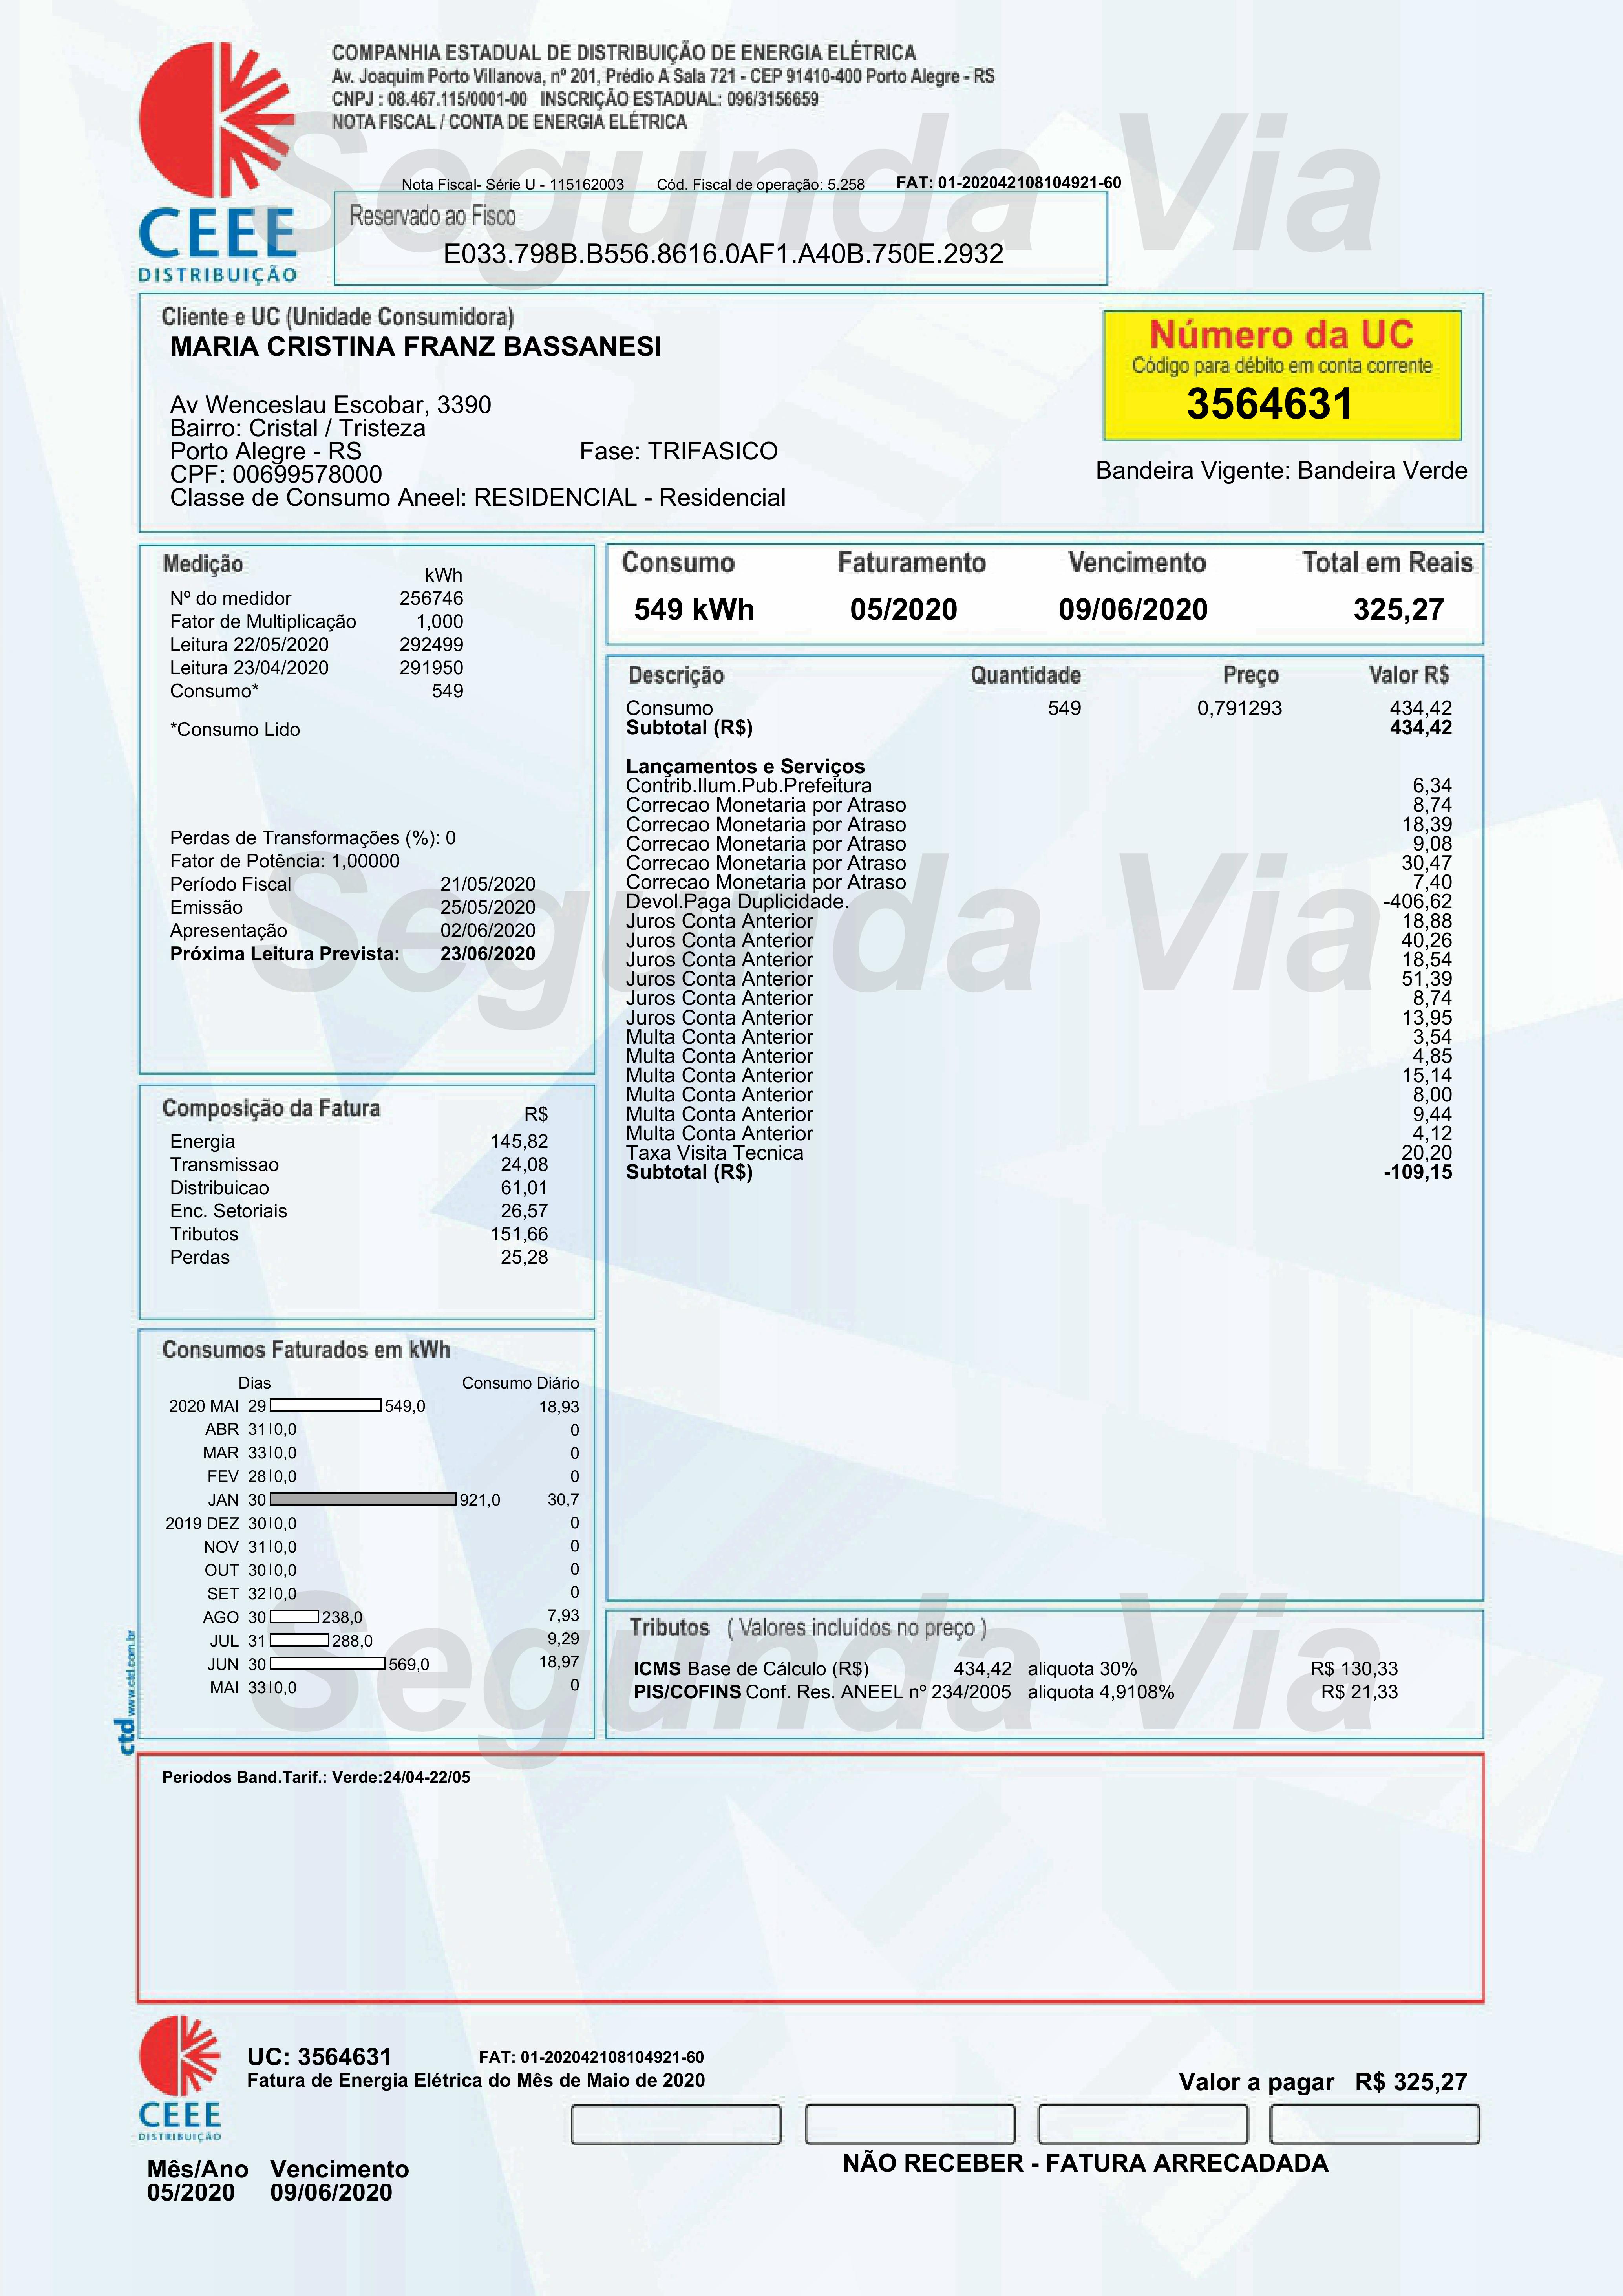 COMPANHIA ESTADUAL DE DISTRIBUIÇÃO DE ENERGIA ELÉTRICA
Av. Joaquim Porto Villanova, nº 201, Prédio A Sala 721 - CEP 91410-400 Porto Alegre - RS
CNPJ : 08.467.115/0001-00 INSCRIÇÃO ESTADUAL: 096/3156659
NOTA FISCAL / CONTA DE ENERGIA ELÉTRICA
Segunda Via
Nota Fiscal- Série U - 115162003 Cód. Fiscal de operação: 5.258 FAT: 01-202042108104921-60
CEEE
DISTRIBUIÇÃO
Reservado ao Fisco
E033.798B.B556.8616.0AF1.A40B.750E.2932
Cliente e UC (Unidade Consumidora)
MARIA CRISTINA FRANZ BASSANESI
Av Wenceslau Escobar, 3390
Bairro: Cristal / Tristeza
Porto Alegre - RS Fase: TRIFASICO
CPF: 00699578000
Classe de Consumo Aneel: RESIDENCIAL - Residencial
Número da UC
Código para débito em conta corrente
3564631
Bandeira Vigente: Bandeira Verde
Medição
kWh
Nº do medidor 256746
Fator de Multiplicação 1,000
Leitura 22/05/2020 292499
Leitura 23/04/2020 291950
Consumo* 549
*Consumo Lido
Perdas de Transformações (%): 0
Fator de Potência: 1,00000
Período Fiscal 21/05/2020
Emissão 25/05/2020
Apresentação 02/06/2020
Próxima Leitura Prevista: 23/06/2020
Consumo Faturamento Vencimento Total em Reais
549 kWh 05/2020 09/06/2020 325,27
Descrição Quantidade Preço Valor R$
Consumo 549 0,791293 434,42
Subtotal (R$) 434,42
Lançamentos e Serviços
Contrib.Ilum.Pub.Prefeitura 6,34
Correcao Monetaria por Atraso 8,74
Correcao Monetaria por Atraso 18,39
Correcao Monetaria por Atraso 9,08
Correcao Monetaria por Atraso 30,47
Correcao Monetaria por Atraso 7,40
Devol.Paga Duplicidade. -406,62
Juros Conta Anterior 18,88
Juros Conta Anterior 40,26
Juros Conta Anterior 18,54
Juros Conta Anterior 51,39
Juros Conta Anterior 8,74
Juros Conta Anterior 13,95
Multa Conta Anterior 3,54
Multa Conta Anterior 4,85
Multa Conta Anterior 15,14
Multa Conta Anterior 8,00
Multa Conta Anterior 9,44
Multa Conta Anterior 4,12
Taxa Visita Tecnica 20,20
Subtotal (R$) -109,15
Segunda Via
Composição da Fatura R$
Energia 145,82
Transmissao 24,08
Distribuicao 61,01
Enc. Setoriais 26,57
Tributos 151,66
Perdas 25,28
Consumos Faturados em kWh
Dias Consumo Diário
2020 MAI 29 549,0 18,93
ABR 31 0,0 0
MAR 33 0,0 0
FEV 28 0,0 0
JAN 30 921,0 30,7
2019 DEZ 30 0,0 0
NOV 31 0,0 0
OUT 30 0,0 0
SET 32 0,0 0
AGO 30 238,0 7,93
JUL 31 288,0 9,29
JUN 30 569,0 18,97
MAI 33 0,0 0
Segunda Via
Tributos ( Valores incluídos no preço )
ICMS Base de Cálculo (R$) 434,42 aliquota 30% R$ 130,33
PIS/COFINS Conf. Res. ANEEL nº 234/2005 aliquota 4,9108% R$ 21,33
ctd www.ctd.com.br
Periodos Band.Tarif.: Verde:24/04-22/05
CEEE
DISTRIBUIÇÃO
UC: 3564631 FAT: 01-202042108104921-60
Fatura de Energia Elétrica do Mês de Maio de 2020
Valor a pagar R$ 325,27
NÃO RECEBER - FATURA ARRECADADA
Mês/Ano Vencimento
05/2020 09/06/2020